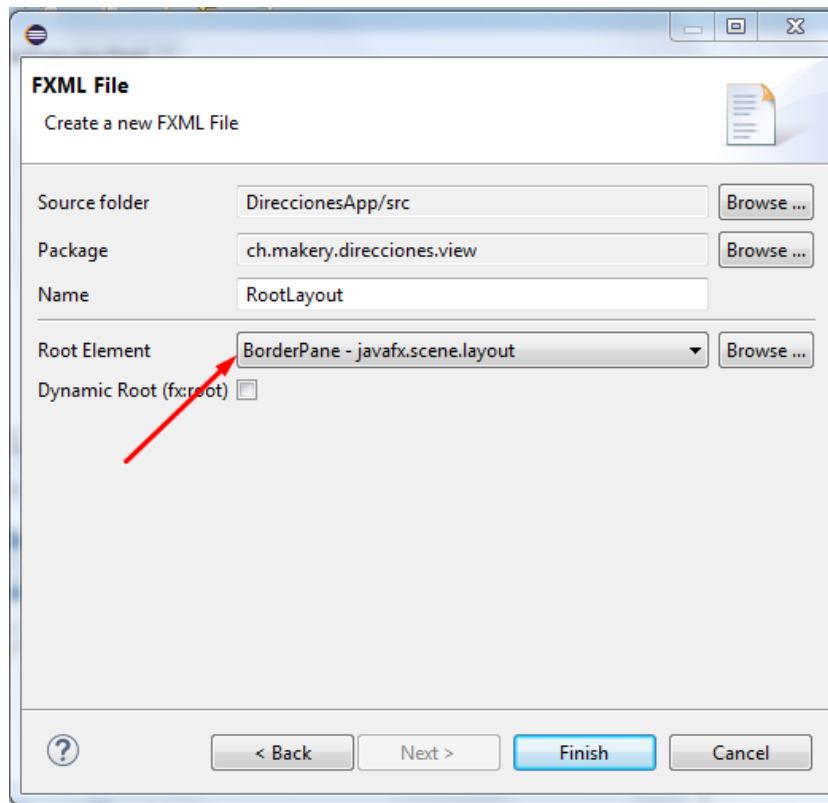 FXML File
Create a new FXML File
Source folder DireccionesApp/src Browse ...
Package ch.makery.direcciones.view Browse ...
Name RootLayout
Root Element BorderPane - javafx.scene.layout Browse ...
Dynamic Root (fx:root)
? < Back Next > Finish Cancel